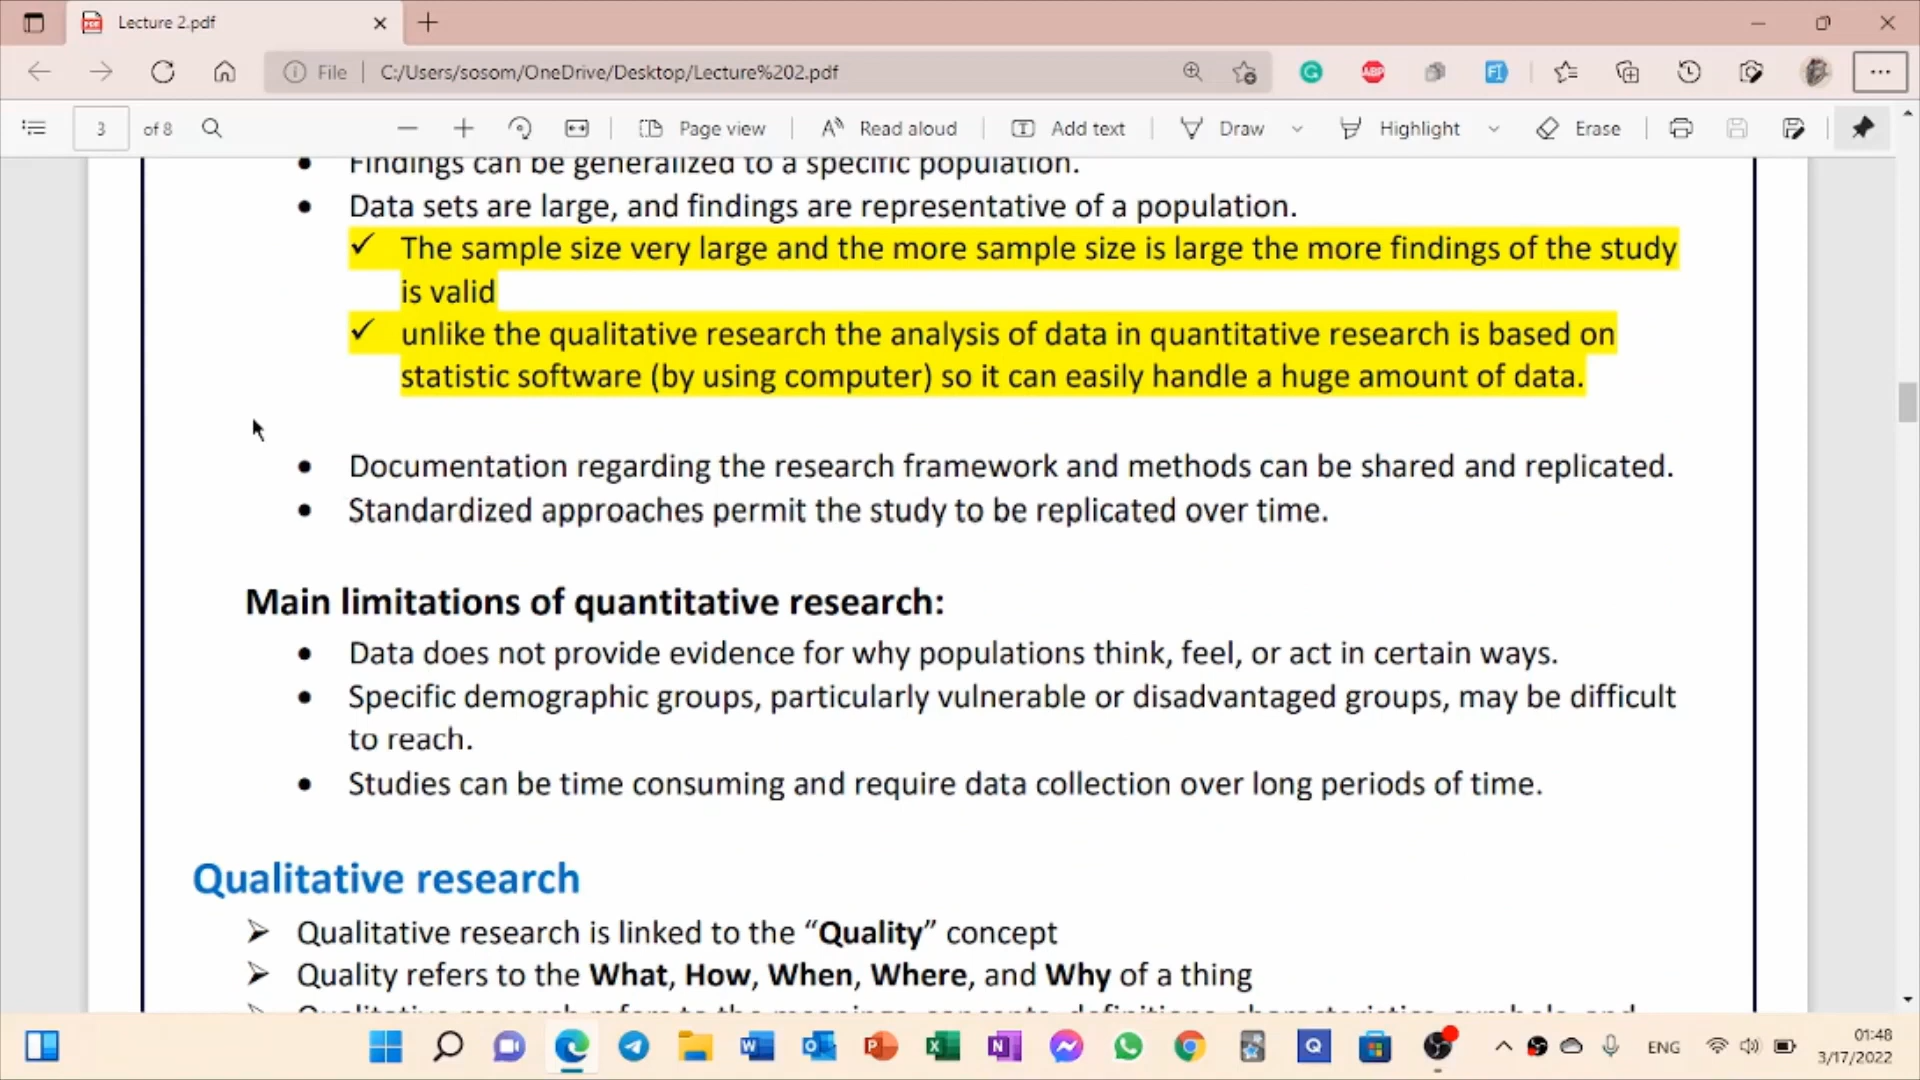 Lecture 2.pdf
File
C:/Users/sosom/OneDrive/Desktop/Lecture%202.pdf
ABP
3 of 8
Page view
Read aloud
Add text
Draw
Highlight
Erase
• Findings can be generalized to a specific population.
• Data sets are large, and findings are representative of a population.
✓ The sample size very large and the more sample size is large the more findings of the study
is valid
✓ unlike the qualitative research the analysis of data in quantitative research is based on
statistic software (by using computer) so it can easily handle a huge amount of data.
• Documentation regarding the research framework and methods can be shared and replicated.
• Standardized approaches permit the study to be replicated over time.
Main limitations of quantitative research:
• Data does not provide evidence for why populations think, feel, or act in certain ways.
• Specific demographic groups, particularly vulnerable or disadvantaged groups, may be difficult
to reach.
• Studies can be time consuming and require data collection over long periods of time.
Qualitative research
➢ Qualitative research is linked to the “Quality” concept
➢ Quality refers to the What, How, When, Where, and Why of a thing
ENG
01:48
3/17/2022